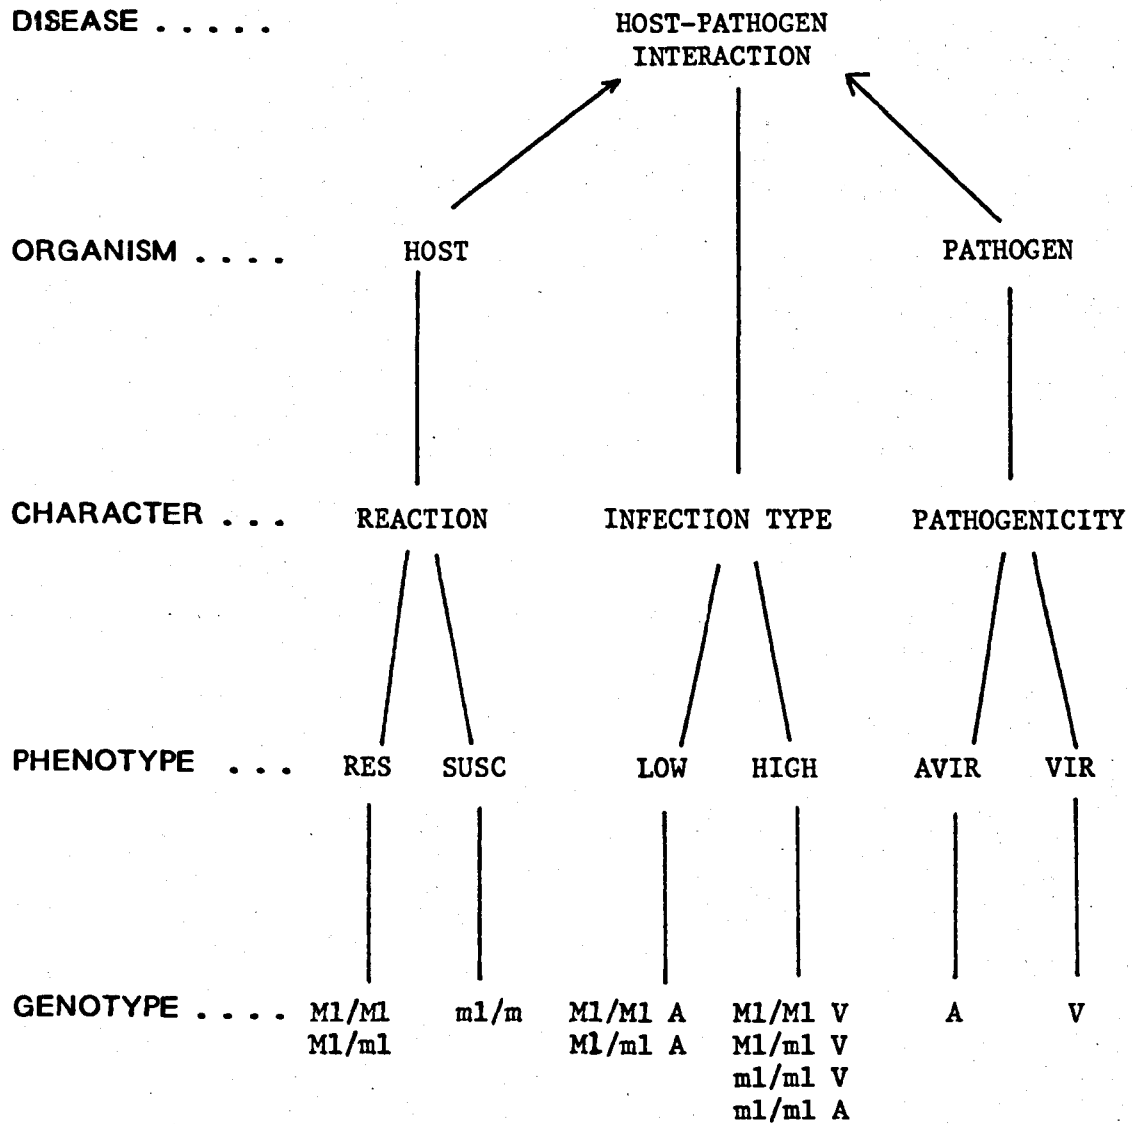 DISEASE . . . . . HOST-PATHOGEN
INTERACTION
ORGANISM . . . . HOST PATHOGEN
CHARACTER . . . REACTION INFECTION TYPE PATHOGENICITY
PHENOTYPE . . . RES SUSC LOW HIGH AVIR VIR
GENOTYPE . . . . M1/M1 m1/m M1/M1 A M1/M1 V A V
M1/m1 M1/m1 A M1/m1 V
m1/m1 V
m1/m1 A